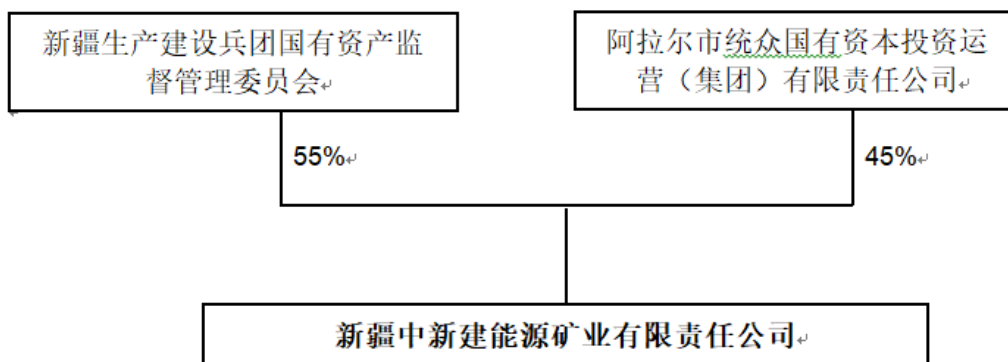 新疆生产建设兵团国有资产监
督管理委员会
阿拉尔市统众国有资本投资运
营（集团）有限责任公司
55%
45%
新疆中新建能源矿业有限责任公司